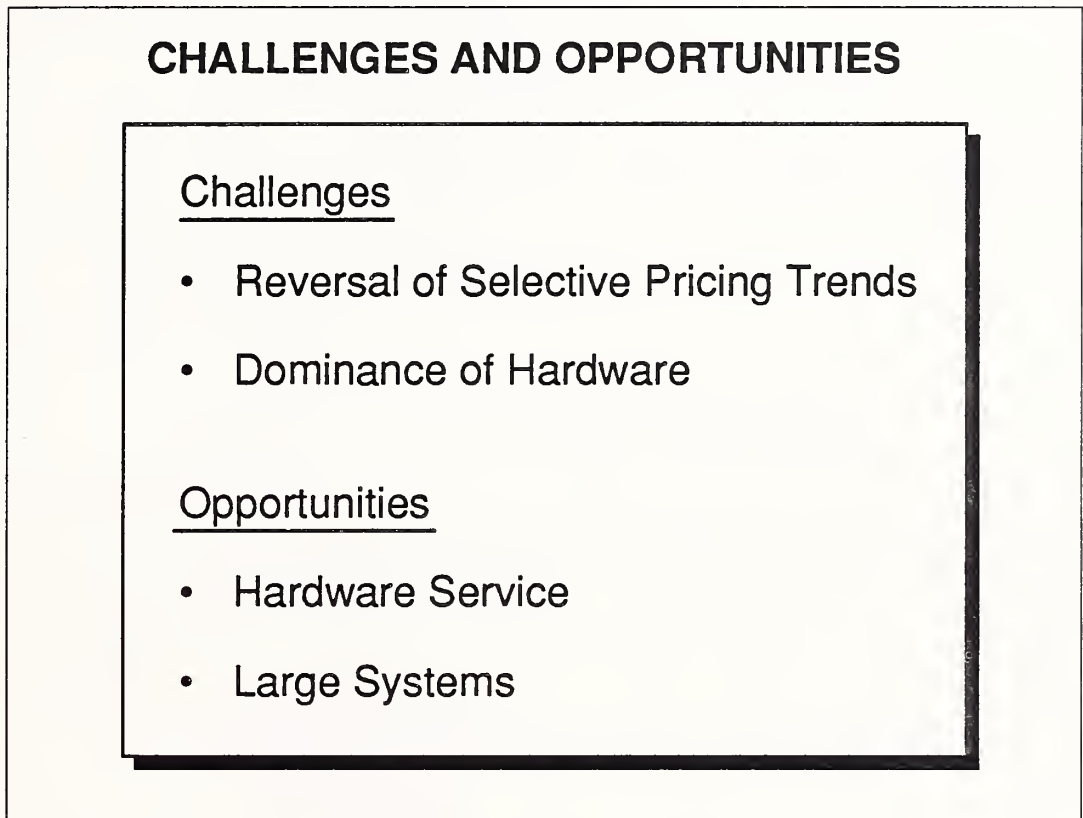 CHALLENGES AND OPPORTUNITIES
Challenges
• Reversal of Selective Pricing Trends
• Dominance of Hardware
Opportunities
• Hardware Service
• Large Systems